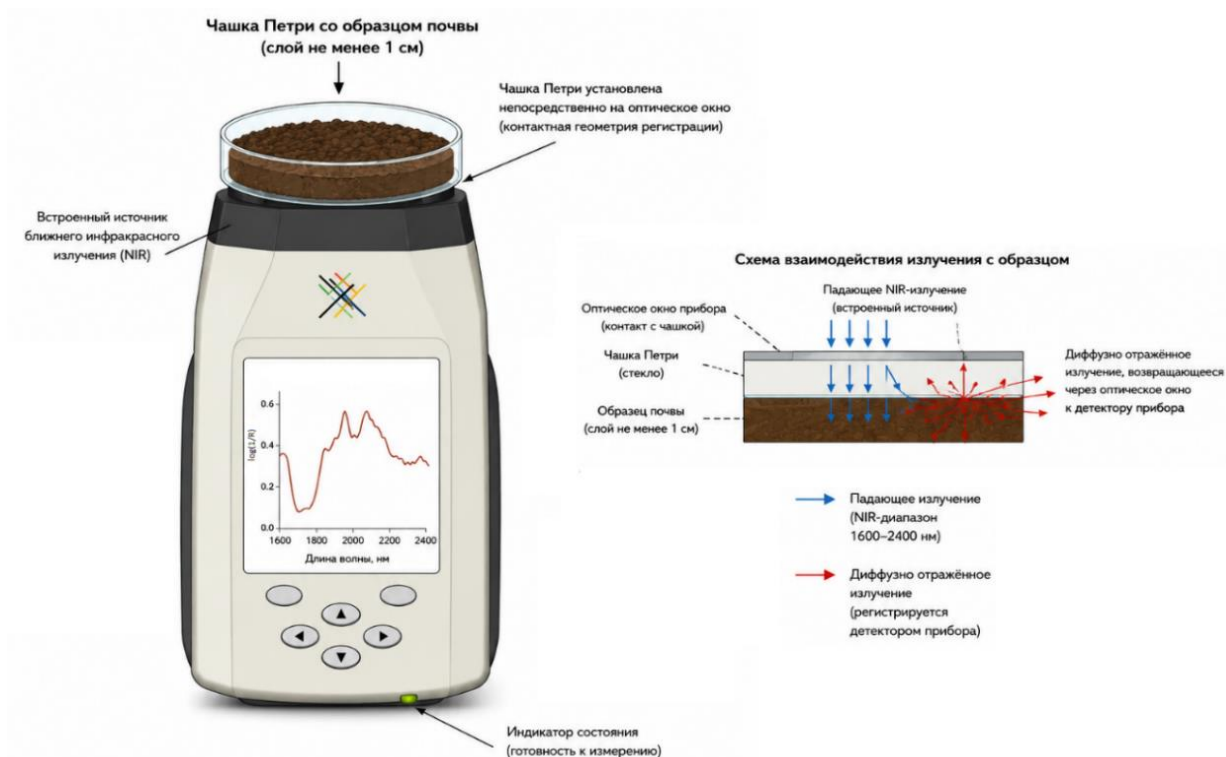 Чашка Петри со образцом почвы
(слой не менее 1 см)
Чашка Петри установлена
непосредственно на оптическое окно
(контактная геометрия регистрации)
Встроенный источник
ближнего инфракрасного
излучения (NIR)
log(1/R)
0.6
0.4
0.2
0.0
1600 1800 2000 2200 2400
Длина волны, нм
Индикатор состояния
(готовность к измерению)
Схема взаимодействия излучения с образцом
Падающее NIR-излучение
(встроенный источник)
Оптическое окно прибора
(контакт с чашкой)
Чашка Петри
(стекло)
Образец почвы
(слой не менее 1 см)
Диффузно отражённое
излучение, возвращающееся
через оптическое окно
к детектору прибора
Падающее излучение
(NIR-диапазон
1600–2400 нм)
Диффузно отражённое
излучение
(регистрируется
детектором прибора)